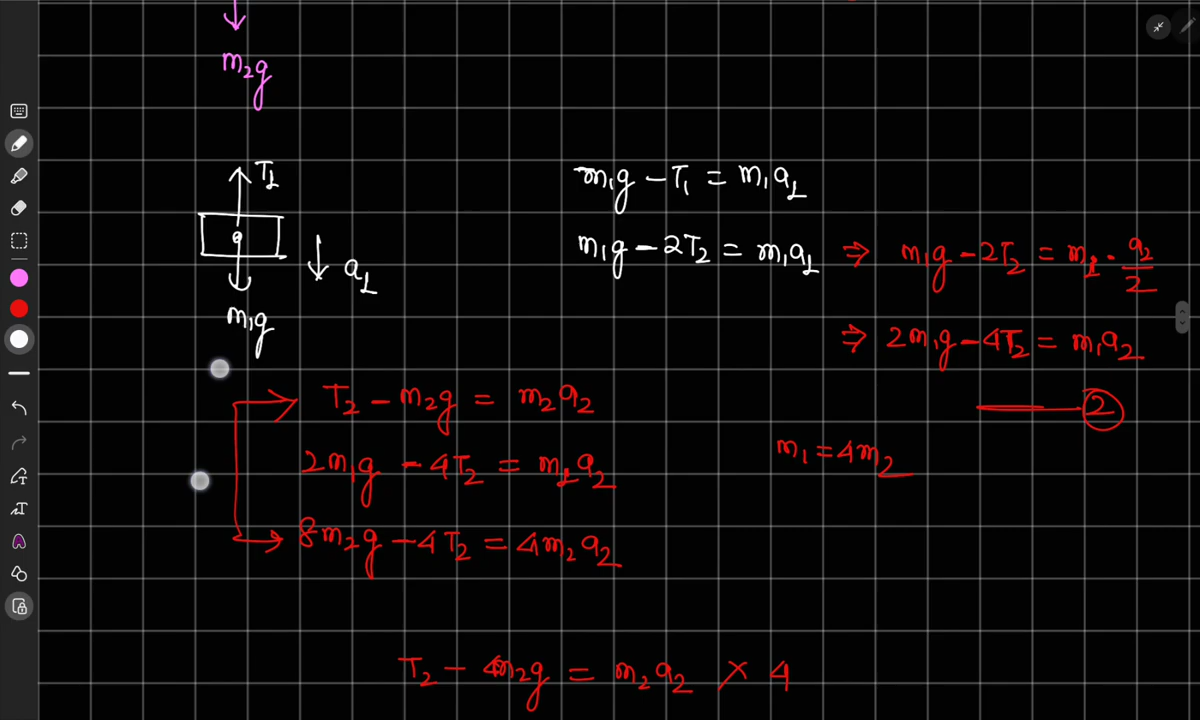 m₂g
T₁
a₁
m₁g
m₁g - T₁ = m₁a₁
m₁g - 2T₂ = m₁a₁ ⇒ m₁g - 2T₂ = m₁ · a₂/2
⇒ 2m₁g - 4T₂ = m₁a₂
②
T₂ - m₂g = m₂a₂
2m₁g - 4T₂ = m₁a₂
m₁ = 4m₂
8m₂g - 4T₂ = 4m₂a₂
T₂ - 4m₂g = m₂a₂ × 4